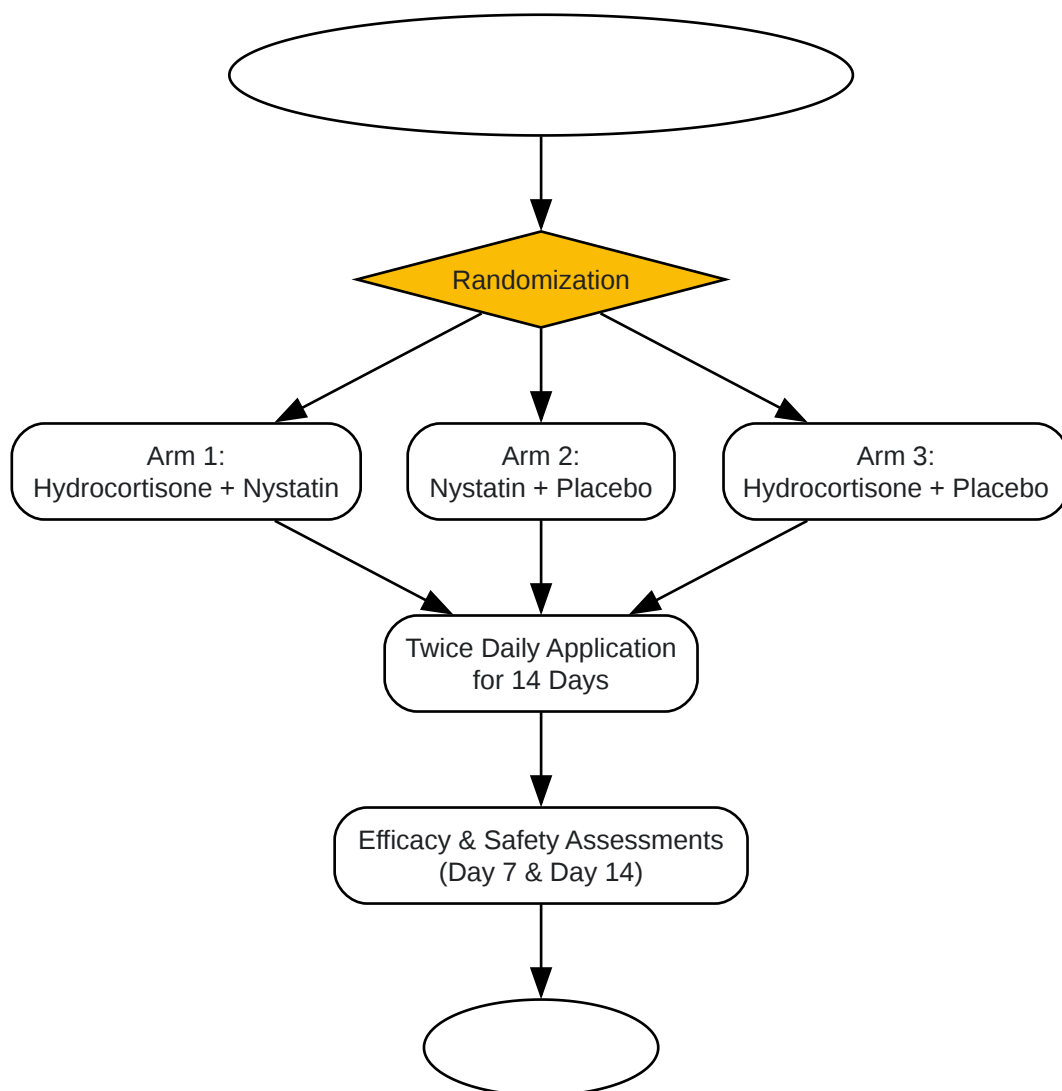 Randomization
Arm 1:
Hydrocortisone + Nystatin
Arm 2:
Nystatin + Placebo
Arm 3:
Hydrocortisone + Placebo
Twice Daily Application
for 14 Days
Efficacy & Safety Assessments
(Day 7 & Day 14)